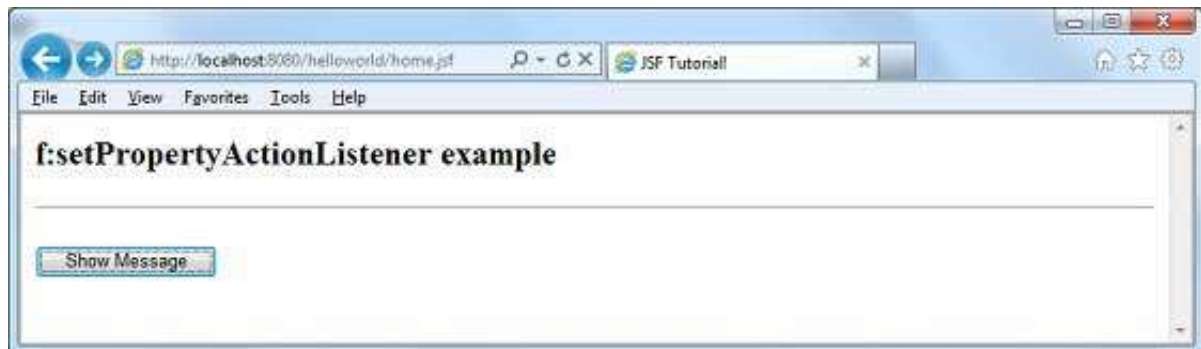 http://localhost:8080/helloworld/home.jsf
JSF Tutorial!
File Edit View Favorites Tools Help
f:setPropertyActionListener example
Show Message